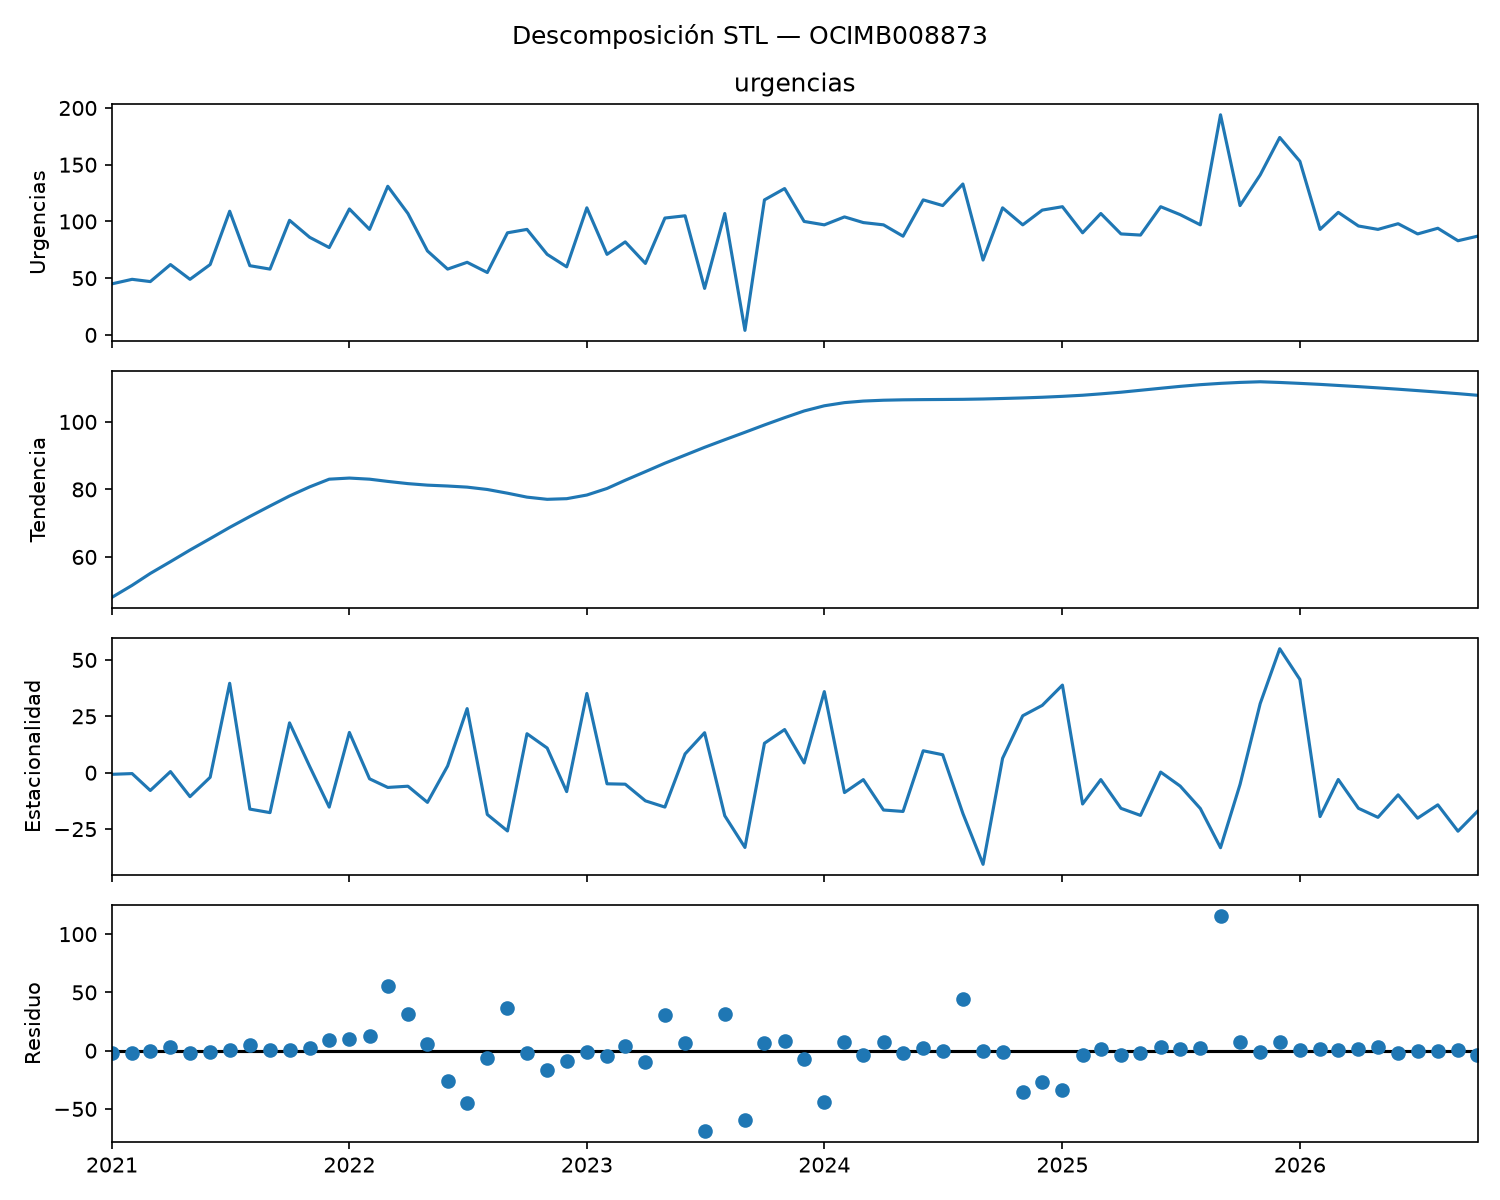 Descomposición STL — OCIMB008873
urgencias
200
150
100
50
0
Urgencias
100
80
60
Tendencia
50
25
0
−25
Estacionalidad
100
50
0
−50
Residuo
2021 2022 2023 2024 2025 2026